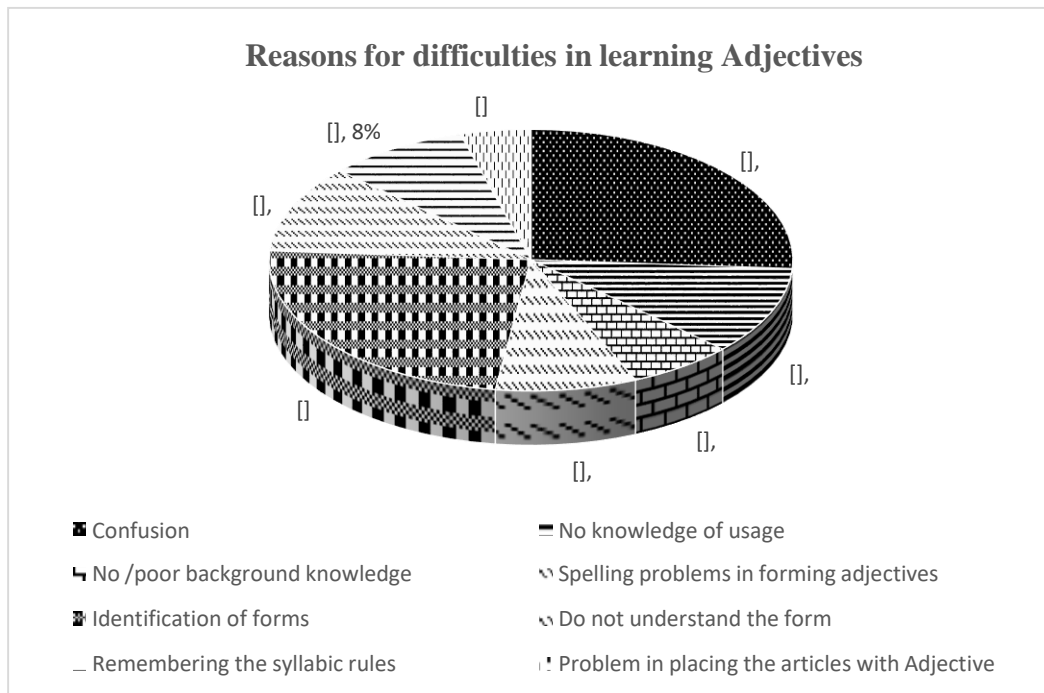 Reasons for difficulties in learning Adjectives
[]
[], 8%
[],
[],
[],
[]
[],
[],
Confusion
No knowledge of usage
No /poor background knowledge
Spelling problems in forming adjectives
Identification of forms
Do not understand the form
Remembering the syllabic rules
Problem in placing the articles with Adjective